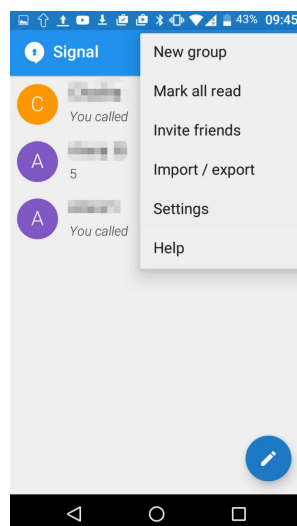 43% 09:45
Signal
New group
Mark all read
Invite friends
Import / export
Settings
Help
C
You called
A
5
A
You called